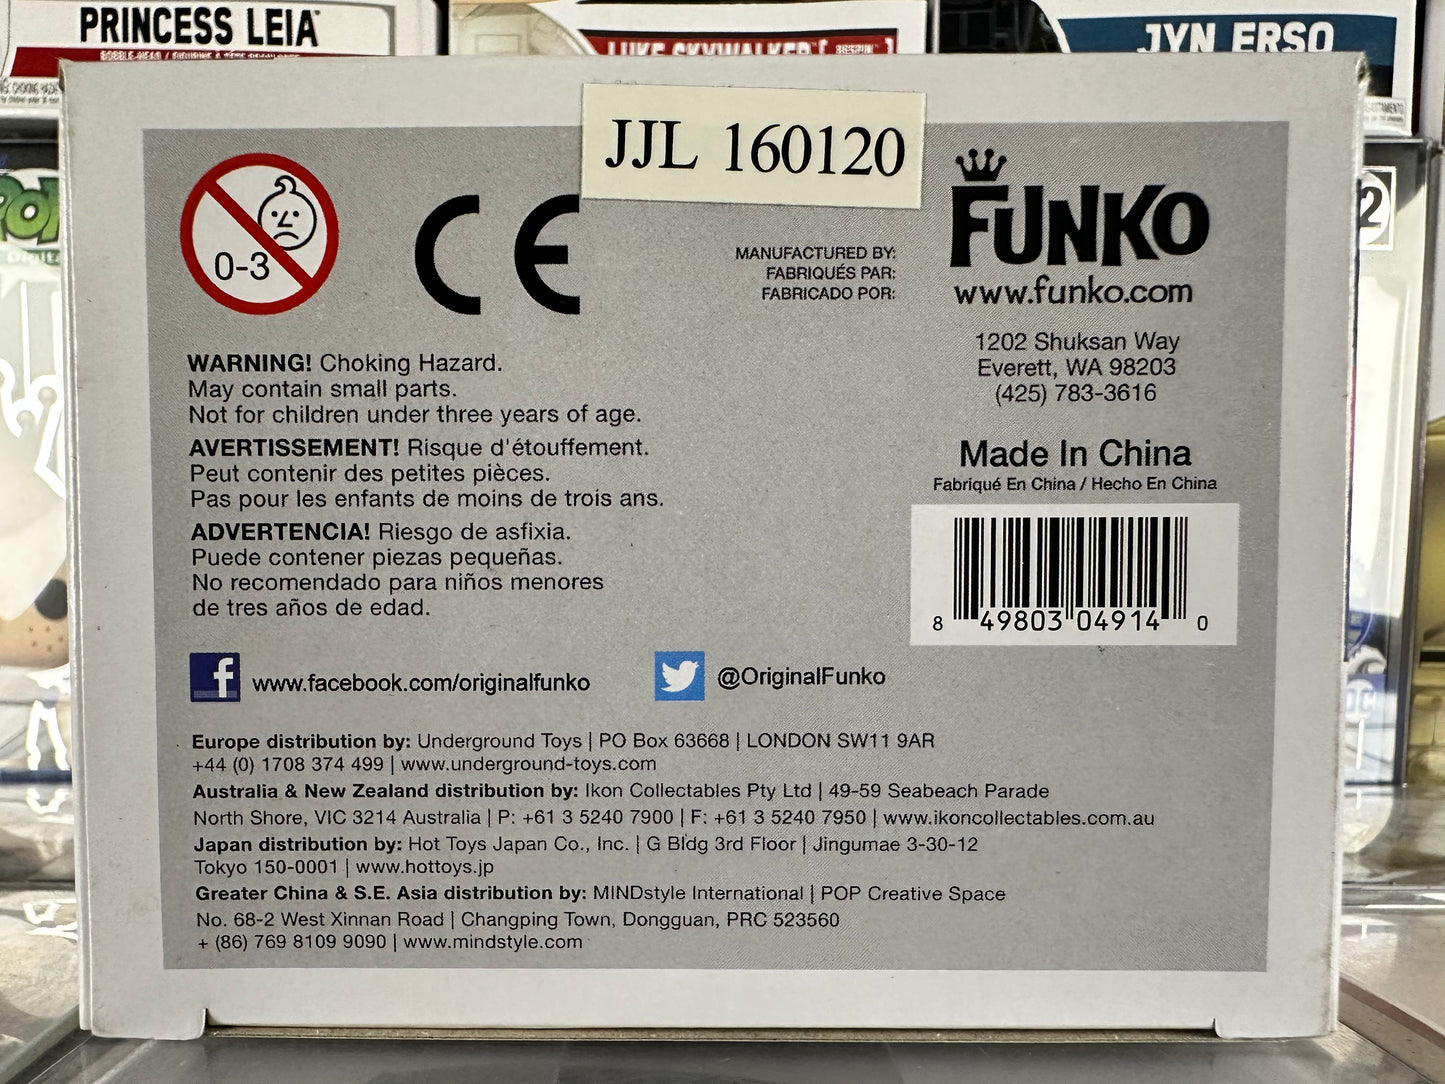 PRINCESS LEIA
BOBBLE-HEAD
LUKE SKYWALKER
JYN ERSO
JJL 160120
0-3
CE
MANUFACTURED BY:
FABRIQUÉS PAR:
FABRICADO POR:
FUNKO
www.funko.com
1202 Shuksan Way
Everett, WA 98203
(425) 783-3616
WARNING! Choking Hazard.
May contain small parts.
Not for children under three years of age.
AVERTISSEMENT! Risque d'étouffement.
Peut contenir des petites pièces.
Pas pour les enfants de moins de trois ans.
ADVERTENCIA! Riesgo de asfixia.
Puede contener piezas pequeñas.
No recomendado para niños menores
de tres años de edad.
Made In China
Fabriqué En China / Hecho En China
8 49803 04914 0
f www.facebook.com/originalfunko
@OriginalFunko
Europe distribution by: Underground Toys | PO Box 63668 | LONDON SW11 9AR
+44 (0) 1708 374 499 | www.underground-toys.com
Australia & New Zealand distribution by: Ikon Collectables Pty Ltd | 49-59 Seabeach Parade
North Shore, VIC 3214 Australia | P: +61 3 5240 7900 | F: +61 3 5240 7950 | www.ikoncollectables.com.au
Japan distribution by: Hot Toys Japan Co., Inc. | G Bldg 3rd Floor | Jingumae 3-30-12
Tokyo 150-0001 | www.hottoys.jp
Greater China & S.E. Asia distribution by: MINDstyle International | POP Creative Space
No. 68-2 West Xinnan Road | Changping Town, Dongguan, PRC 523560
+ (86) 769 8109 9090 | www.mindstyle.com
2